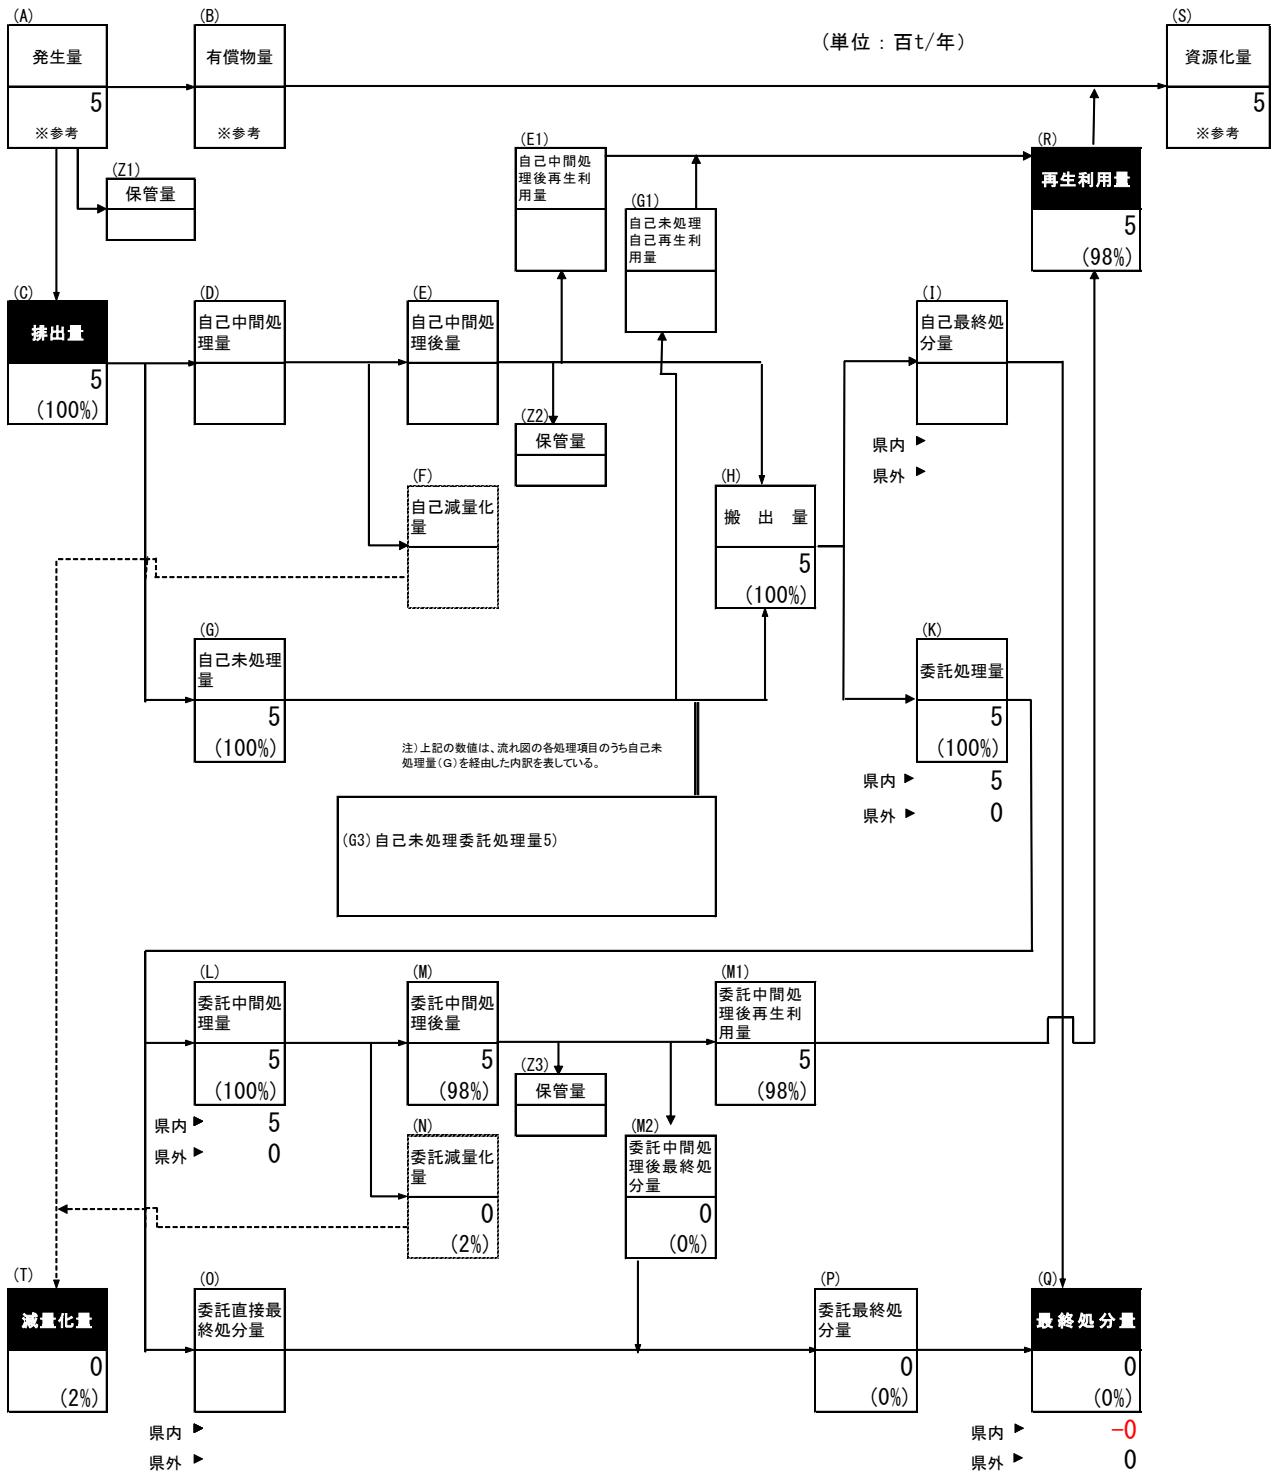 (A)
発生量
5
※参考
(B)
有償物量
※参考
(単位：百t/年)
(S)
資源化量
5
※参考
(Z1)
保管量
(E1)
自己中間処
理後再生利
用量
(G1)
自己未処理
自己再生利
用量
(R)
再生利用量
5
(98%)
(C)
排出量
5
(100%)
(D)
自己中間処
理量
(E)
自己中間処
理後量
(Z2)
保管量
(I)
自己最終処
分量
県内 ►
県外 ►
(F)
自己減量化
量
(H)
搬　出　量
5
(100%)
(G)
自己未処理
量
5
(100%)
(K)
委託処理量
5
(100%)
県内 ► 5
県外 ► 0
注)上記の数値は、流れ図の各処理項目のうち自己未
処理量(G)を経由した内訳を表している。
(G3)自己未処理委託処理量5)
(L)
委託中間処
理量
5
(100%)
県内 ► 5
県外 ► 0
(M)
委託中間処
理後量
5
(98%)
(Z3)
保管量
(M1)
委託中間処
理後再生利
用量
5
(98%)
(N)
委託減量化
量
0
(2%)
(M2)
委託中間処
理後最終処
分量
0
(0%)
(T)
減量化量
0
(2%)
(O)
委託直接最
終処分量
県内 ►
県外 ►
(P)
委託最終処
分量
0
(0%)
(Q)
最終処分量
0
(0%)
県内 ► -0
県外 ► 0